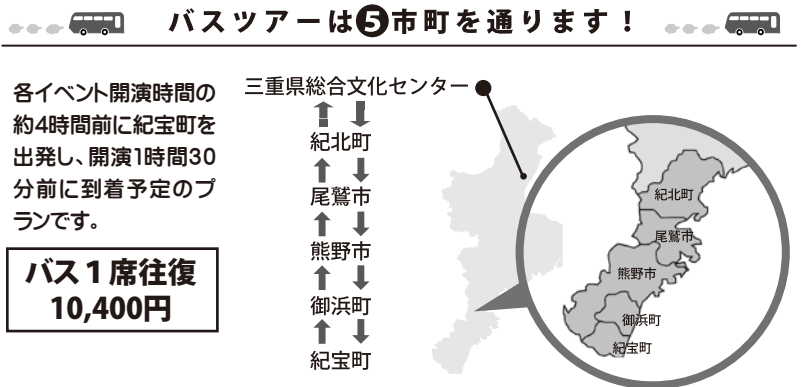 バスツアーは❺市町を通ります！
各イベント開演時間の
約4時間前に紀宝町を
出発し、開演1時間30
分前に到着予定のプ
ランです。
バス１席往復
10,400円
三重県総合文化センター
紀北町
尾鷲市
熊野市
御浜町
紀宝町
紀北町
尾鷲市
熊野市
御浜町
紀宝町